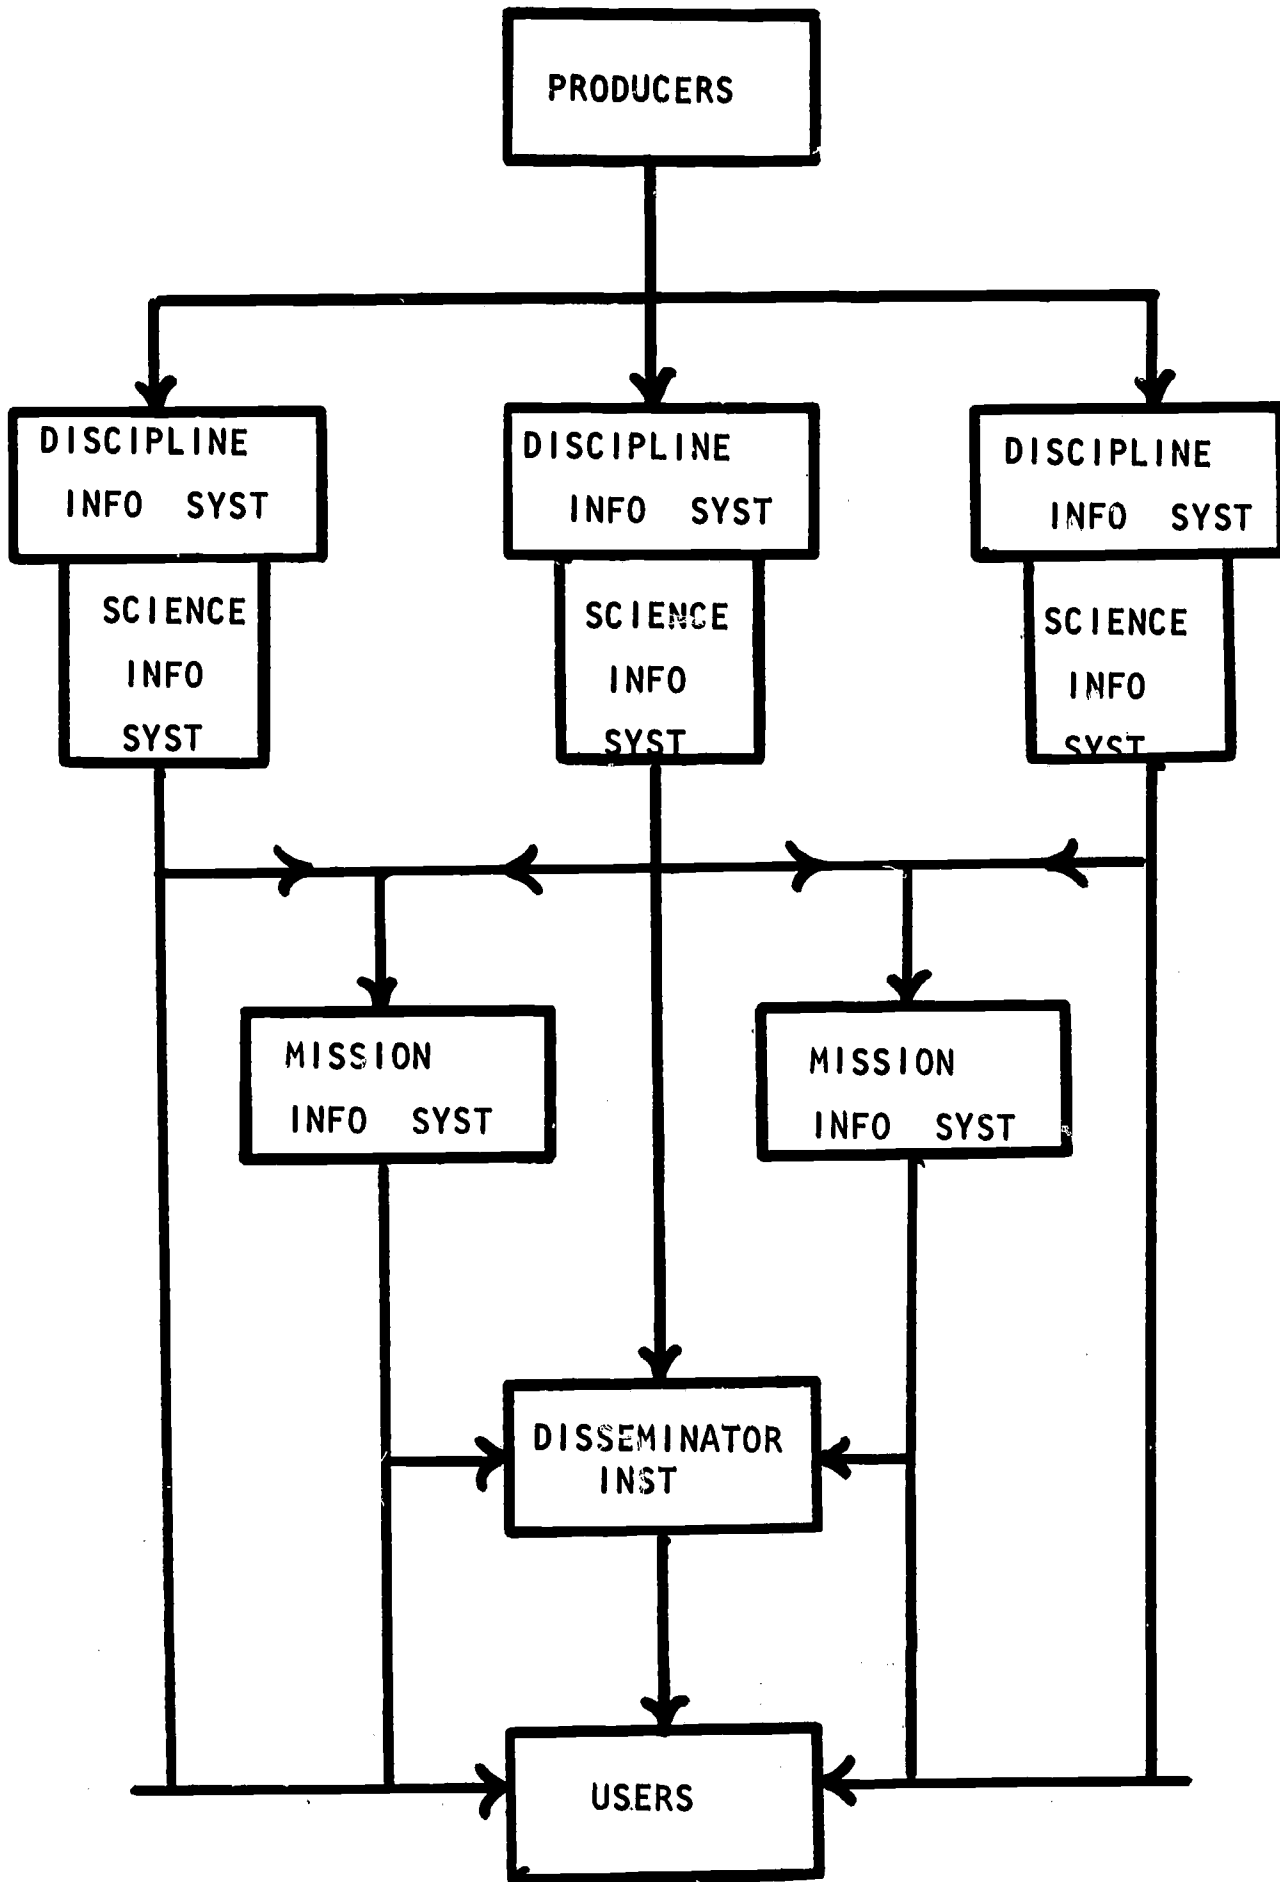 PRODUCERS
DISCIPLINE
INFO SYST
SCIENCE
INFO
SYST
DISCIPLINE
INFO SYST
SCIENCE
INFO
SYST
DISCIPLINE
INFO SYST
SCIENCE
INFO
SYST
MISSION
INFO SYST
MISSION
INFO SYST
DISSEMINATOR
INST
USERS